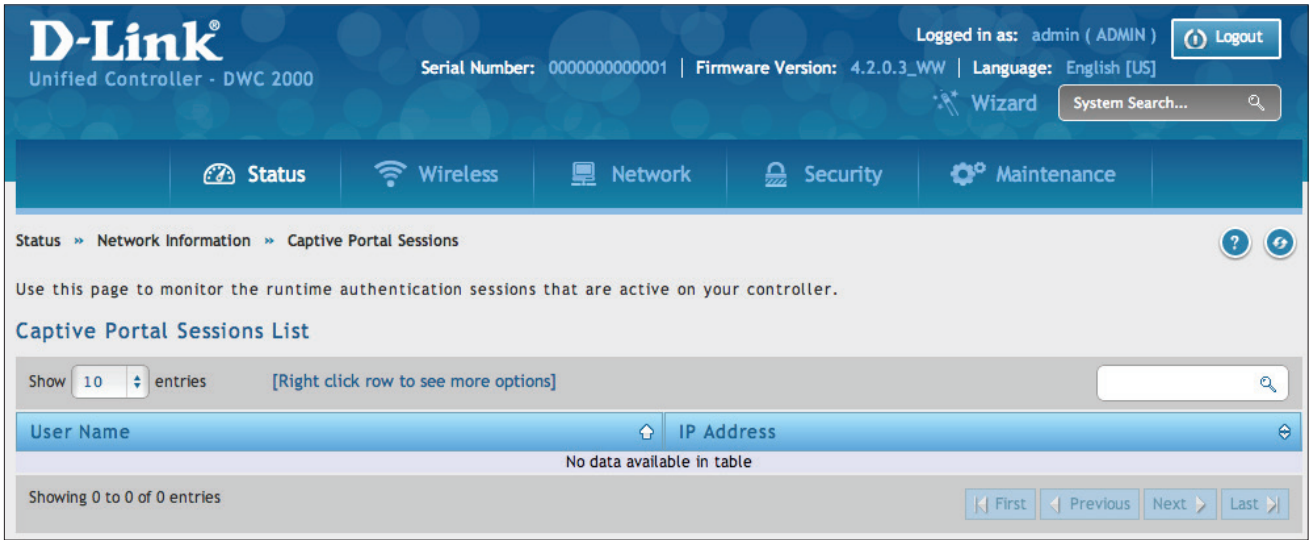 D-Link®
Unified Controller - DWC 2000
Logged in as: admin ( ADMIN ) Logout
Serial Number: 0000000000001 | Firmware Version: 4.2.0.3_WW | Language: English [US]
Wizard System Search...
Status Wireless Network Security Maintenance
Status » Network Information » Captive Portal Sessions ?
Use this page to monitor the runtime authentication sessions that are active on your controller.
Captive Portal Sessions List
Show 10 entries [Right click row to see more options]
User Name IP Address
No data available in table
Showing 0 to 0 of 0 entries First Previous Next Last